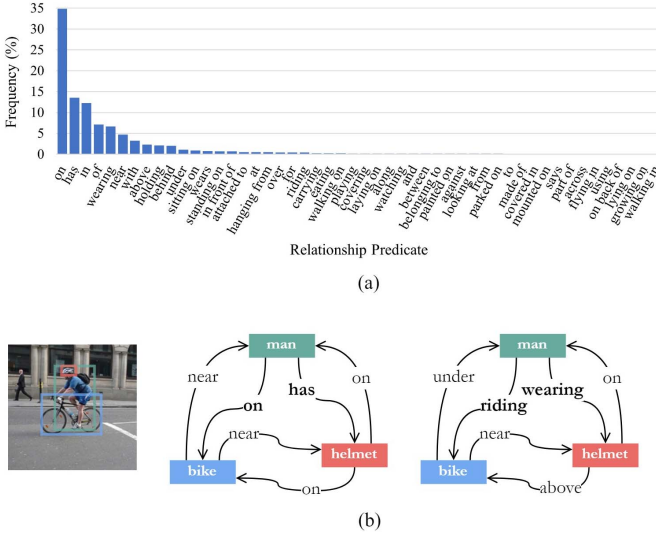 35
30
25
20
15
10
5
0
Frequency (%)
on
has
in
of
wearing
near
with
above
holding
behind
under
sitting on
wears
standing on
in front of
attached to
at
hanging from
over
for
riding
carrying
eating
walking on
playing
covering
laying on
along
watching
and
between
belonging to
painted on
against
looking at
from
parked on
to
made of
covered in
mounted on
says
part of
across
flying in
using
on back of
lying on
growing on
walking in
Relationship Predicate
(a)
man
near
has
on
on
near
helmet
bike
on
man
under
wearing
on
riding
near
helmet
bike
above
(b)